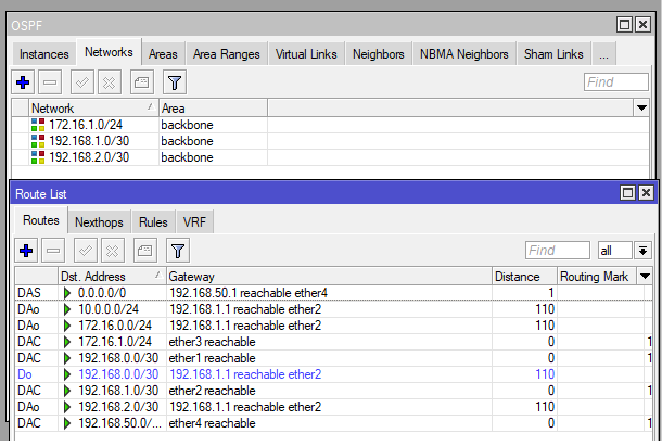 OSPF
Instances Networks Areas Area Ranges Virtual Links Neighbors NBMA Neighbors Sham Links ...
Find
Network Area
172.16.1.0/24 backbone
192.168.1.0/30 backbone
192.168.2.0/30 backbone
Route List
Routes Nexthops Rules VRF
Find all
Dst. Address Gateway Distance Routing Mark
DAS 0.0.0.0/0 192.168.50.1 reachable ether4 1
DAo 10.0.0.0/24 192.168.1.1 reachable ether2 110
DAo 172.16.0.0/24 192.168.1.1 reachable ether2 110
DAC 172.16.1.0/24 ether3 reachable 0 1
DAC 192.168.0.0/30 ether1 reachable 0 1
Do 192.168.0.0/30 192.168.1.1 reachable ether2 110
DAC 192.168.1.0/30 ether2 reachable 0 1
DAo 192.168.2.0/30 192.168.1.1 reachable ether2 110
DAC 192.168.50.0/... ether4 reachable 0 1